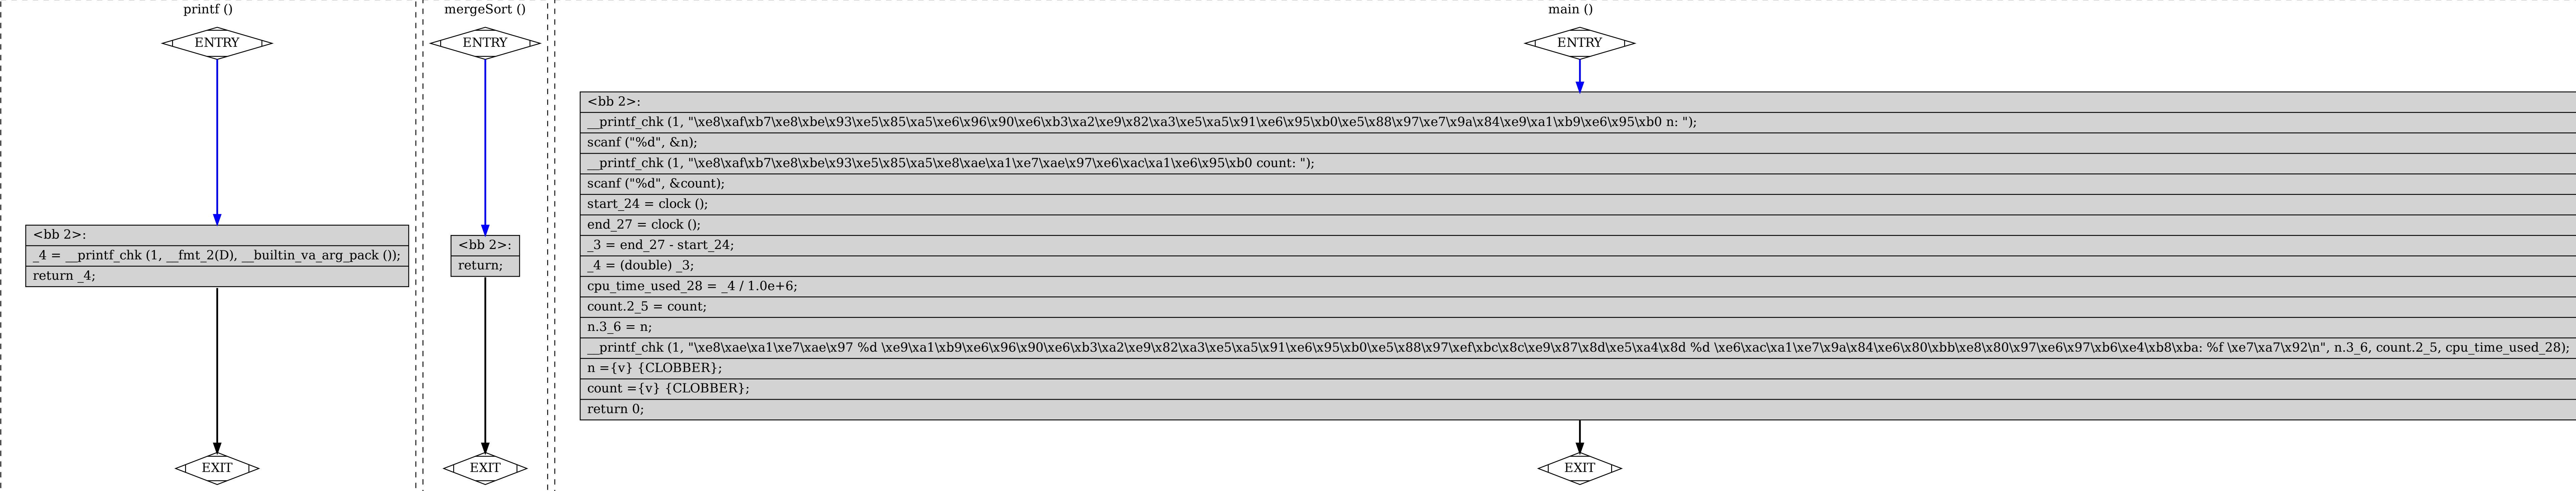 printf ()
ENTRY
<bb 2>:
_4 = __printf_chk (1, __fmt_2(D), __builtin_va_arg_pack ());
return _4;
EXIT
mergeSort ()
ENTRY
<bb 2>:
return;
EXIT
main ()
ENTRY
<bb 2>:
__printf_chk (1, "\xe8\xaf\xb7\xe8\xbe\x93\xe5\x85\xa5\xe6\x96\x90\xe6\xb3\xa2\xe9\x82\xa3\xe5\xa5\x91\xe6\x95\xb0\xe5\x88\x97\xe7\x9a\x84\xe9\xa1\xb9\xe6\x95\xb0 n: ");
scanf ("%d", &n);
__printf_chk (1, "\xe8\xaf\xb7\xe8\xbe\x93\xe5\x85\xa5\xe8\xae\xa1\xe7\xae\x97\xe6\xac\xa1\xe6\x95\xb0 count: ");
scanf ("%d", &count);
start_24 = clock ();
end_27 = clock ();
_3 = end_27 - start_24;
_4 = (double) _3;
cpu_time_used_28 = _4 / 1.0e+6;
count.2_5 = count;
n.3_6 = n;
__printf_chk (1, "\xe8\xae\xa1\xe7\xae\x97 %d \xe9\xa1\xb9\xe6\x96\x90\xe6\xb3\xa2\xe9\x82\xa3\xe5\xa5\x91\xe6\x95\xb0\xe5\x88\x97\xef\xbc\x8c\xe9\x87\x8d\xe5\xa4\x8d %d \xe6\xac\xa1\xe7\x9a\x84\xe6\x80\xbb\xe8\x80\x97\xe6\x97\xb6\xe4\xb8\xba: %f \xe7\xa7\x92\n", n.3_6, count.2_5, cpu_time_used_28);
n ={v} {CLOBBER};
count ={v} {CLOBBER};
return 0;
EXIT